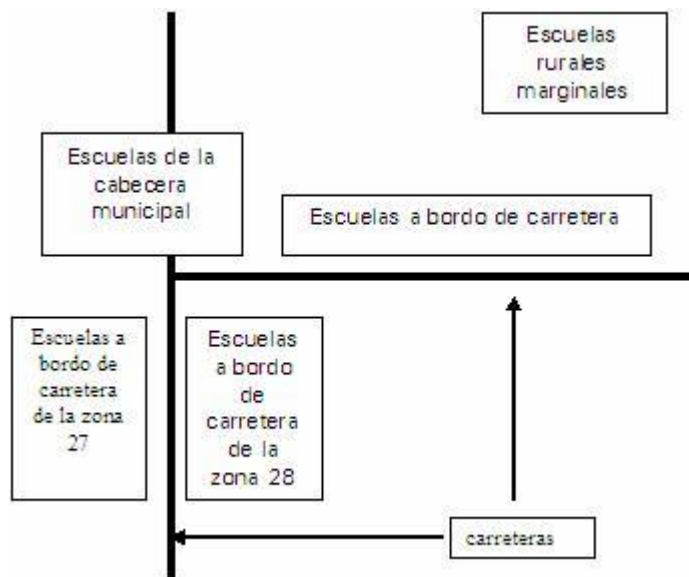 Escuelas
rurales
marginales
Escuelas de la
cabecera
municipal
Escuelas a bordo de carretera
Escuelas a
bordo de
carretera
de la zona
27
Escuelas
a bordo
de
carretera
de la
zona 28
carreteras